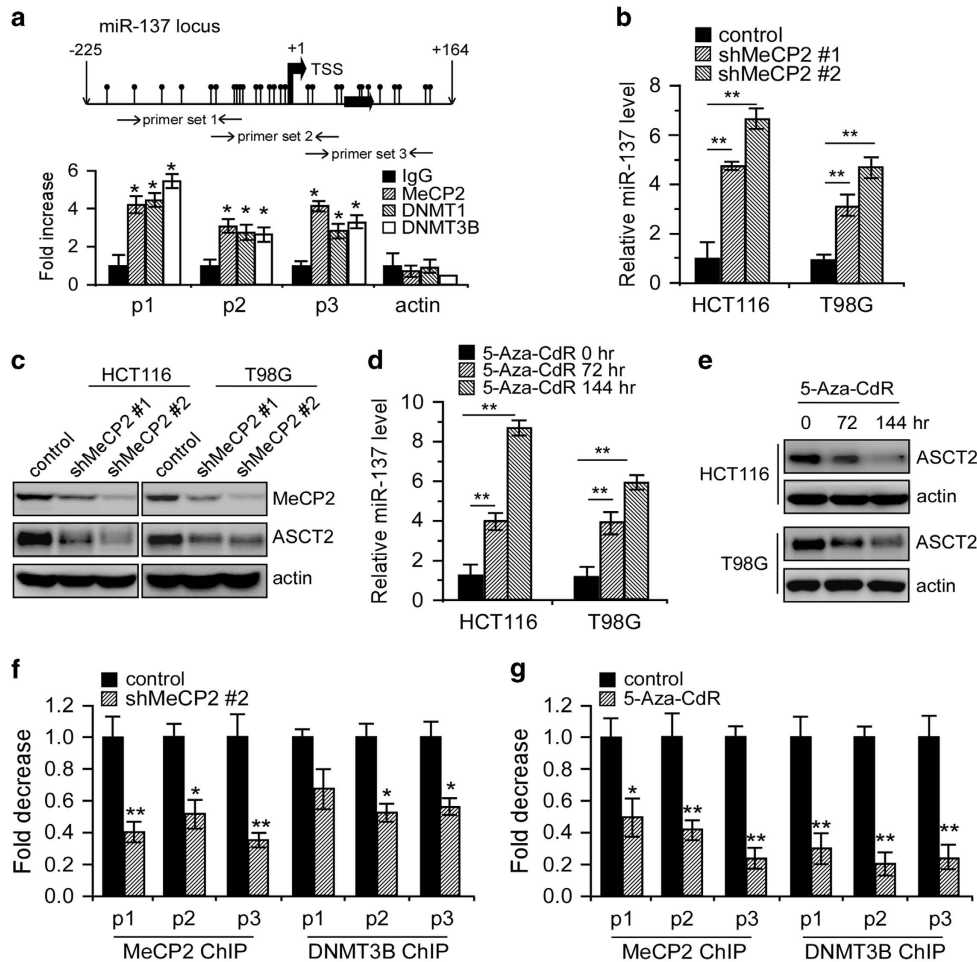 a
miR-137 locus
-225
+1
+164
TSS
primer set 1
primer set 2
primer set 3
IgG
MeCP2
DNMT1
DNMT3B
Fold increase
6
4
2
0
* * *
* * *
* * *
p1 p2 p3 actin
b
control
shMeCP2 #1
shMeCP2 #2
Relative miR-137 level
8
6
4
2
0
** **
** **
HCT116 T98G
c
HCT116 T98G
control shMeCP2 #1 shMeCP2 #2 control shMeCP2 #1 shMeCP2 #2
MeCP2
ASCT2
actin
d
5-Aza-CdR 0 hr
5-Aza-CdR 72 hr
5-Aza-CdR 144 hr
Relative miR-137 level
10
8
6
4
2
0
** **
** **
HCT116 T98G
e
5-Aza-CdR
0 72 144 hr
HCT116
ASCT2
actin
T98G
ASCT2
actin
f
control
shMeCP2 #2
Fold decrease
1.2
1.0
0.8
0.6
0.4
0.2
0.0
** * ** * *
p1 p2 p3 p1 p2 p3
MeCP2 ChIP DNMT3B ChIP
g
control
5-Aza-CdR
Fold decrease
1.2
1.0
0.8
0.6
0.4
0.2
0.0
* ** ** ** ** **
p1 p2 p3 p1 p2 p3
MeCP2 ChIP DNMT3B ChIP